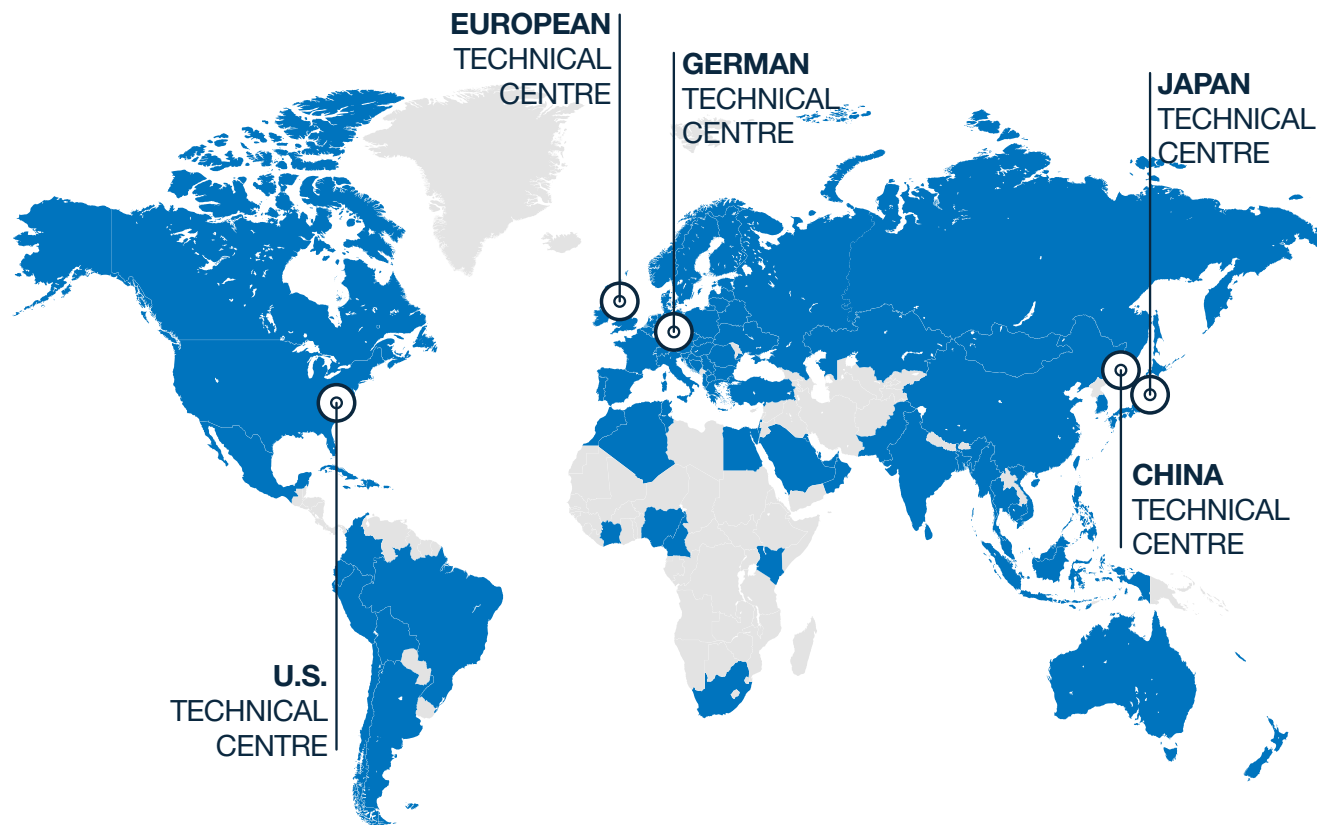 EUROPEAN
TECHNICAL
CENTRE
GERMAN
TECHNICAL
CENTRE
JAPAN
TECHNICAL
CENTRE
CHINA
TECHNICAL
CENTRE
U.S.
TECHNICAL
CENTRE